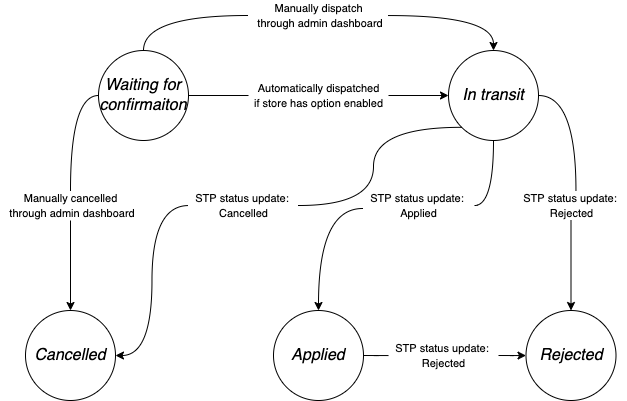 Manually dispatch
through admin dashboard
Waiting for
confirmaiton
Automatically dispatched
if store has option enabled
In transit
Manually cancelled
through admin dashboard
STP status update:
Cancelled
STP status update:
Applied
STP status update:
Rejected
Cancelled
Applied
STP status update:
Rejected
Rejected